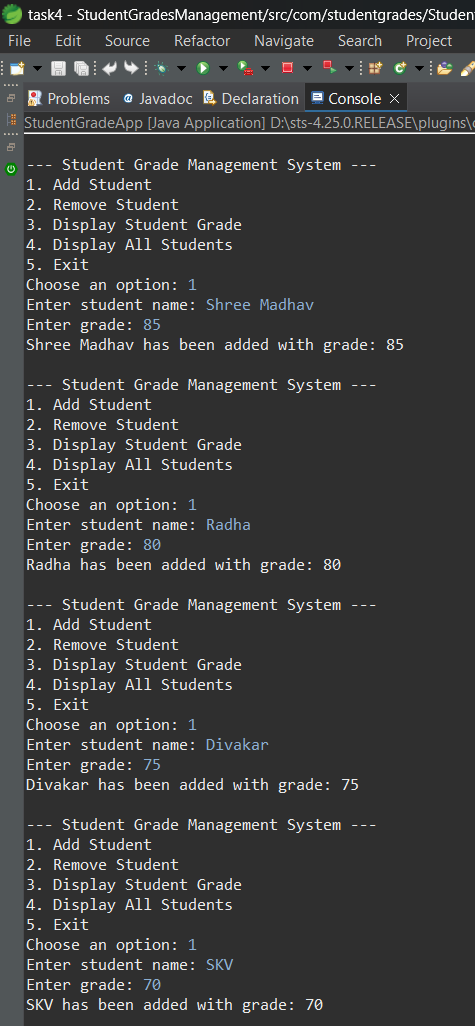 task4 - StudentGradesManagement/src/com/studentgrades/Studen
File Edit Source Refactor Navigate Search Project
Problems @ Javadoc Declaration Console
StudentGradeApp [Java Application] D:\sts-4.25.0.RELEASE\plugins\
--- Student Grade Management System ---
1. Add Student
2. Remove Student
3. Display Student Grade
4. Display All Students
5. Exit
Choose an option: 1
Enter student name: Shree Madhav
Enter grade: 85
Shree Madhav has been added with grade: 85
--- Student Grade Management System ---
1. Add Student
2. Remove Student
3. Display Student Grade
4. Display All Students
5. Exit
Choose an option: 1
Enter student name: Radha
Enter grade: 80
Radha has been added with grade: 80
--- Student Grade Management System ---
1. Add Student
2. Remove Student
3. Display Student Grade
4. Display All Students
5. Exit
Choose an option: 1
Enter student name: Divakar
Enter grade: 75
Divakar has been added with grade: 75
--- Student Grade Management System ---
1. Add Student
2. Remove Student
3. Display Student Grade
4. Display All Students
5. Exit
Choose an option: 1
Enter student name: SKV
Enter grade: 70
SKV has been added with grade: 70